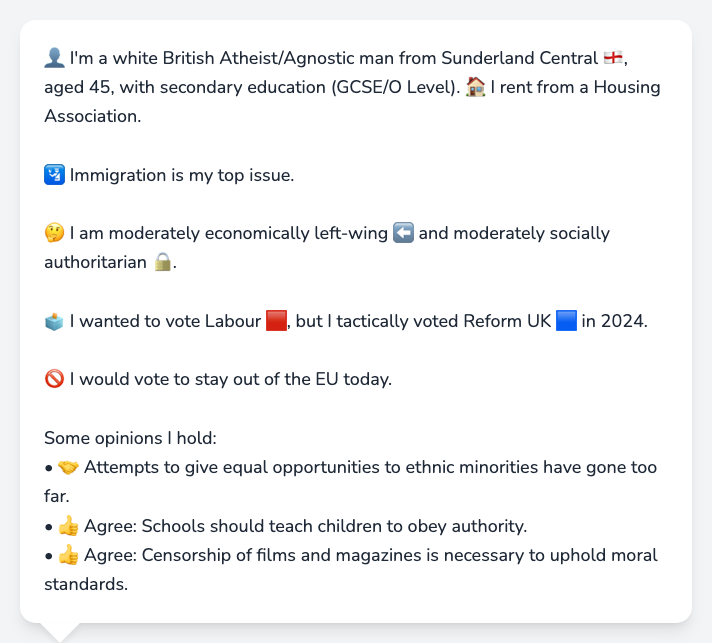 👤 I'm a white British Atheist/Agnostic man from Sunderland Central 🏴󠁧󠁢󠁥󠁮󠁧󠁿,
aged 45, with secondary education (GCSE/O Level). 🏠 I rent from a Housing
Association.
🛂 Immigration is my top issue.
🤔 I am moderately economically left-wing ⬅️ and moderately socially
authoritarian 🔒.
🗳️ I wanted to vote Labour 🟥, but I tactically voted Reform UK 🟦 in 2024.
🚫 I would vote to stay out of the EU today.
Some opinions I hold:
• 🤝 Attempts to give equal opportunities to ethnic minorities have gone too
far.
• 👍 Agree: Schools should teach children to obey authority.
• 👍 Agree: Censorship of films and magazines is necessary to uphold moral
standards.